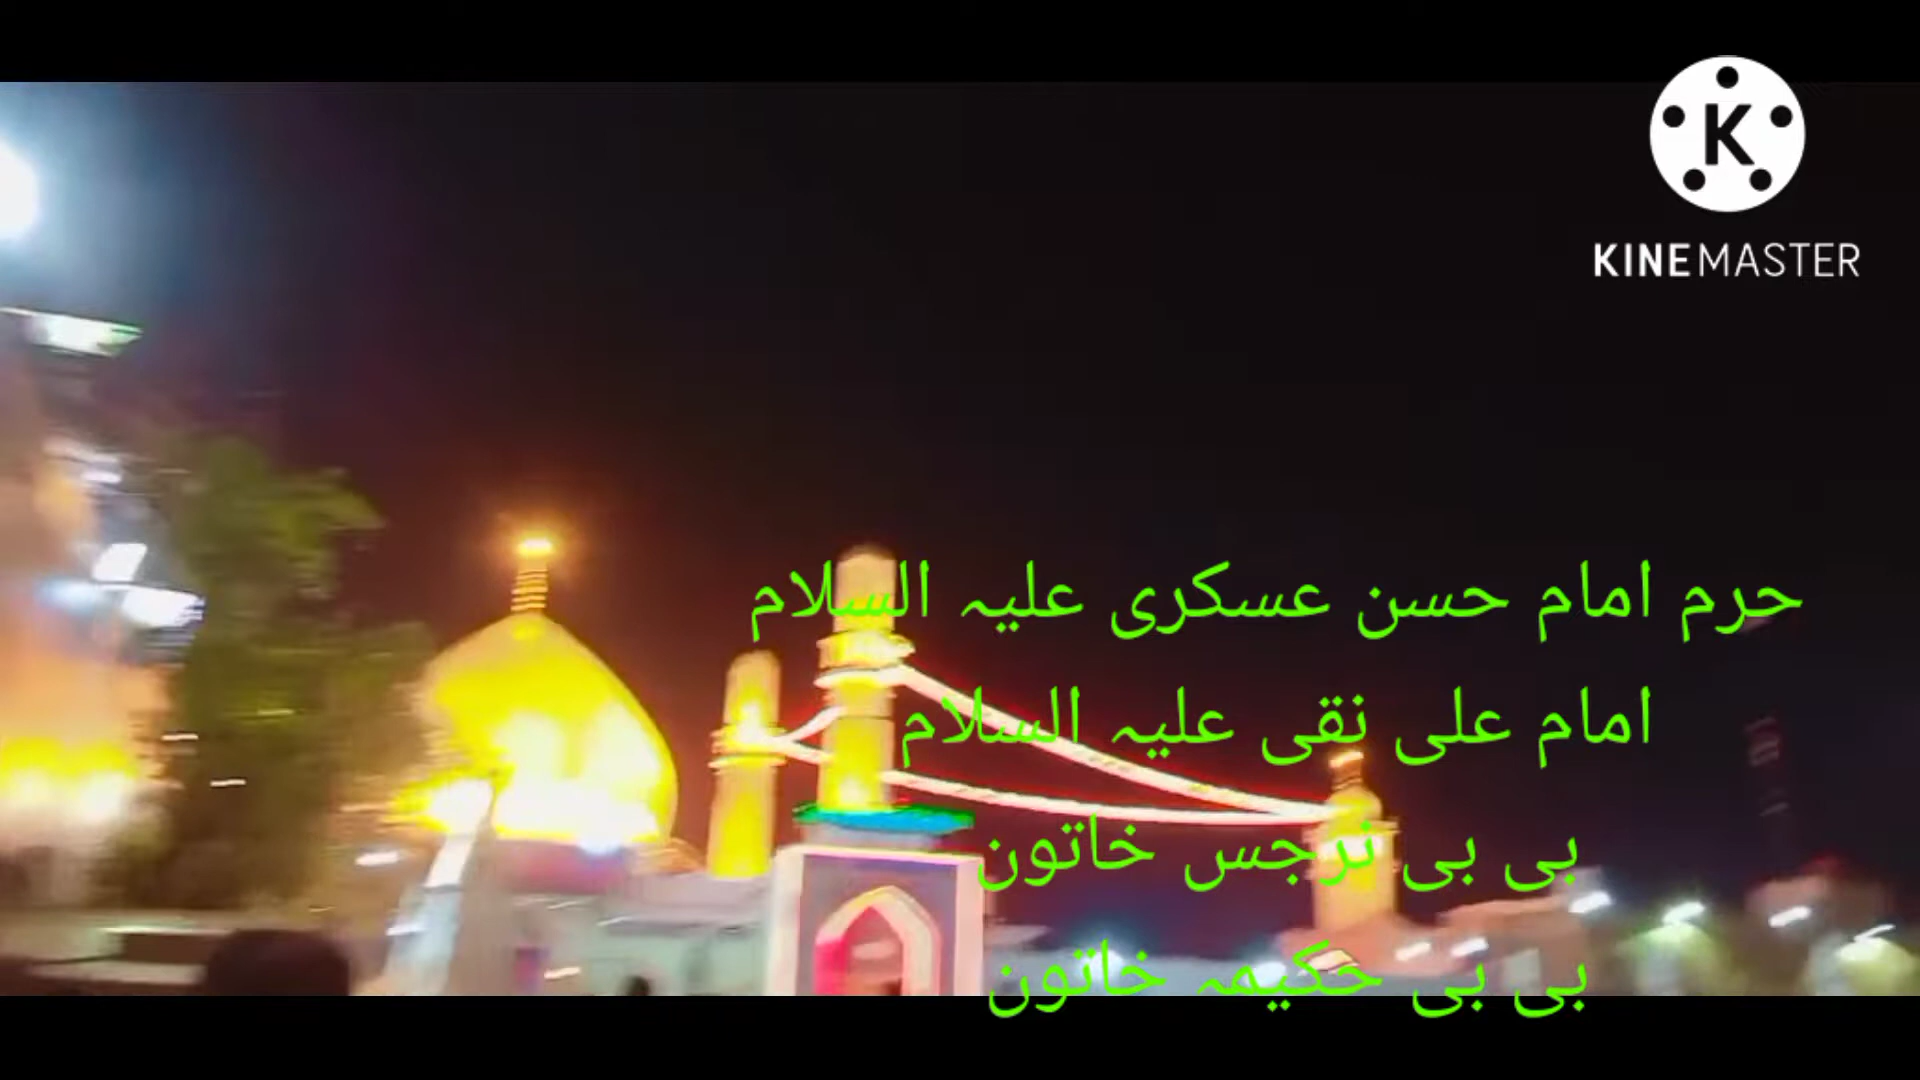 K
KINEMASTER
حرم امام حسن عسکری علیہ السلام
امام علی نقی علیہ السلام
بی بی نرجس خاتون
بی بی حکیمہ خاتون